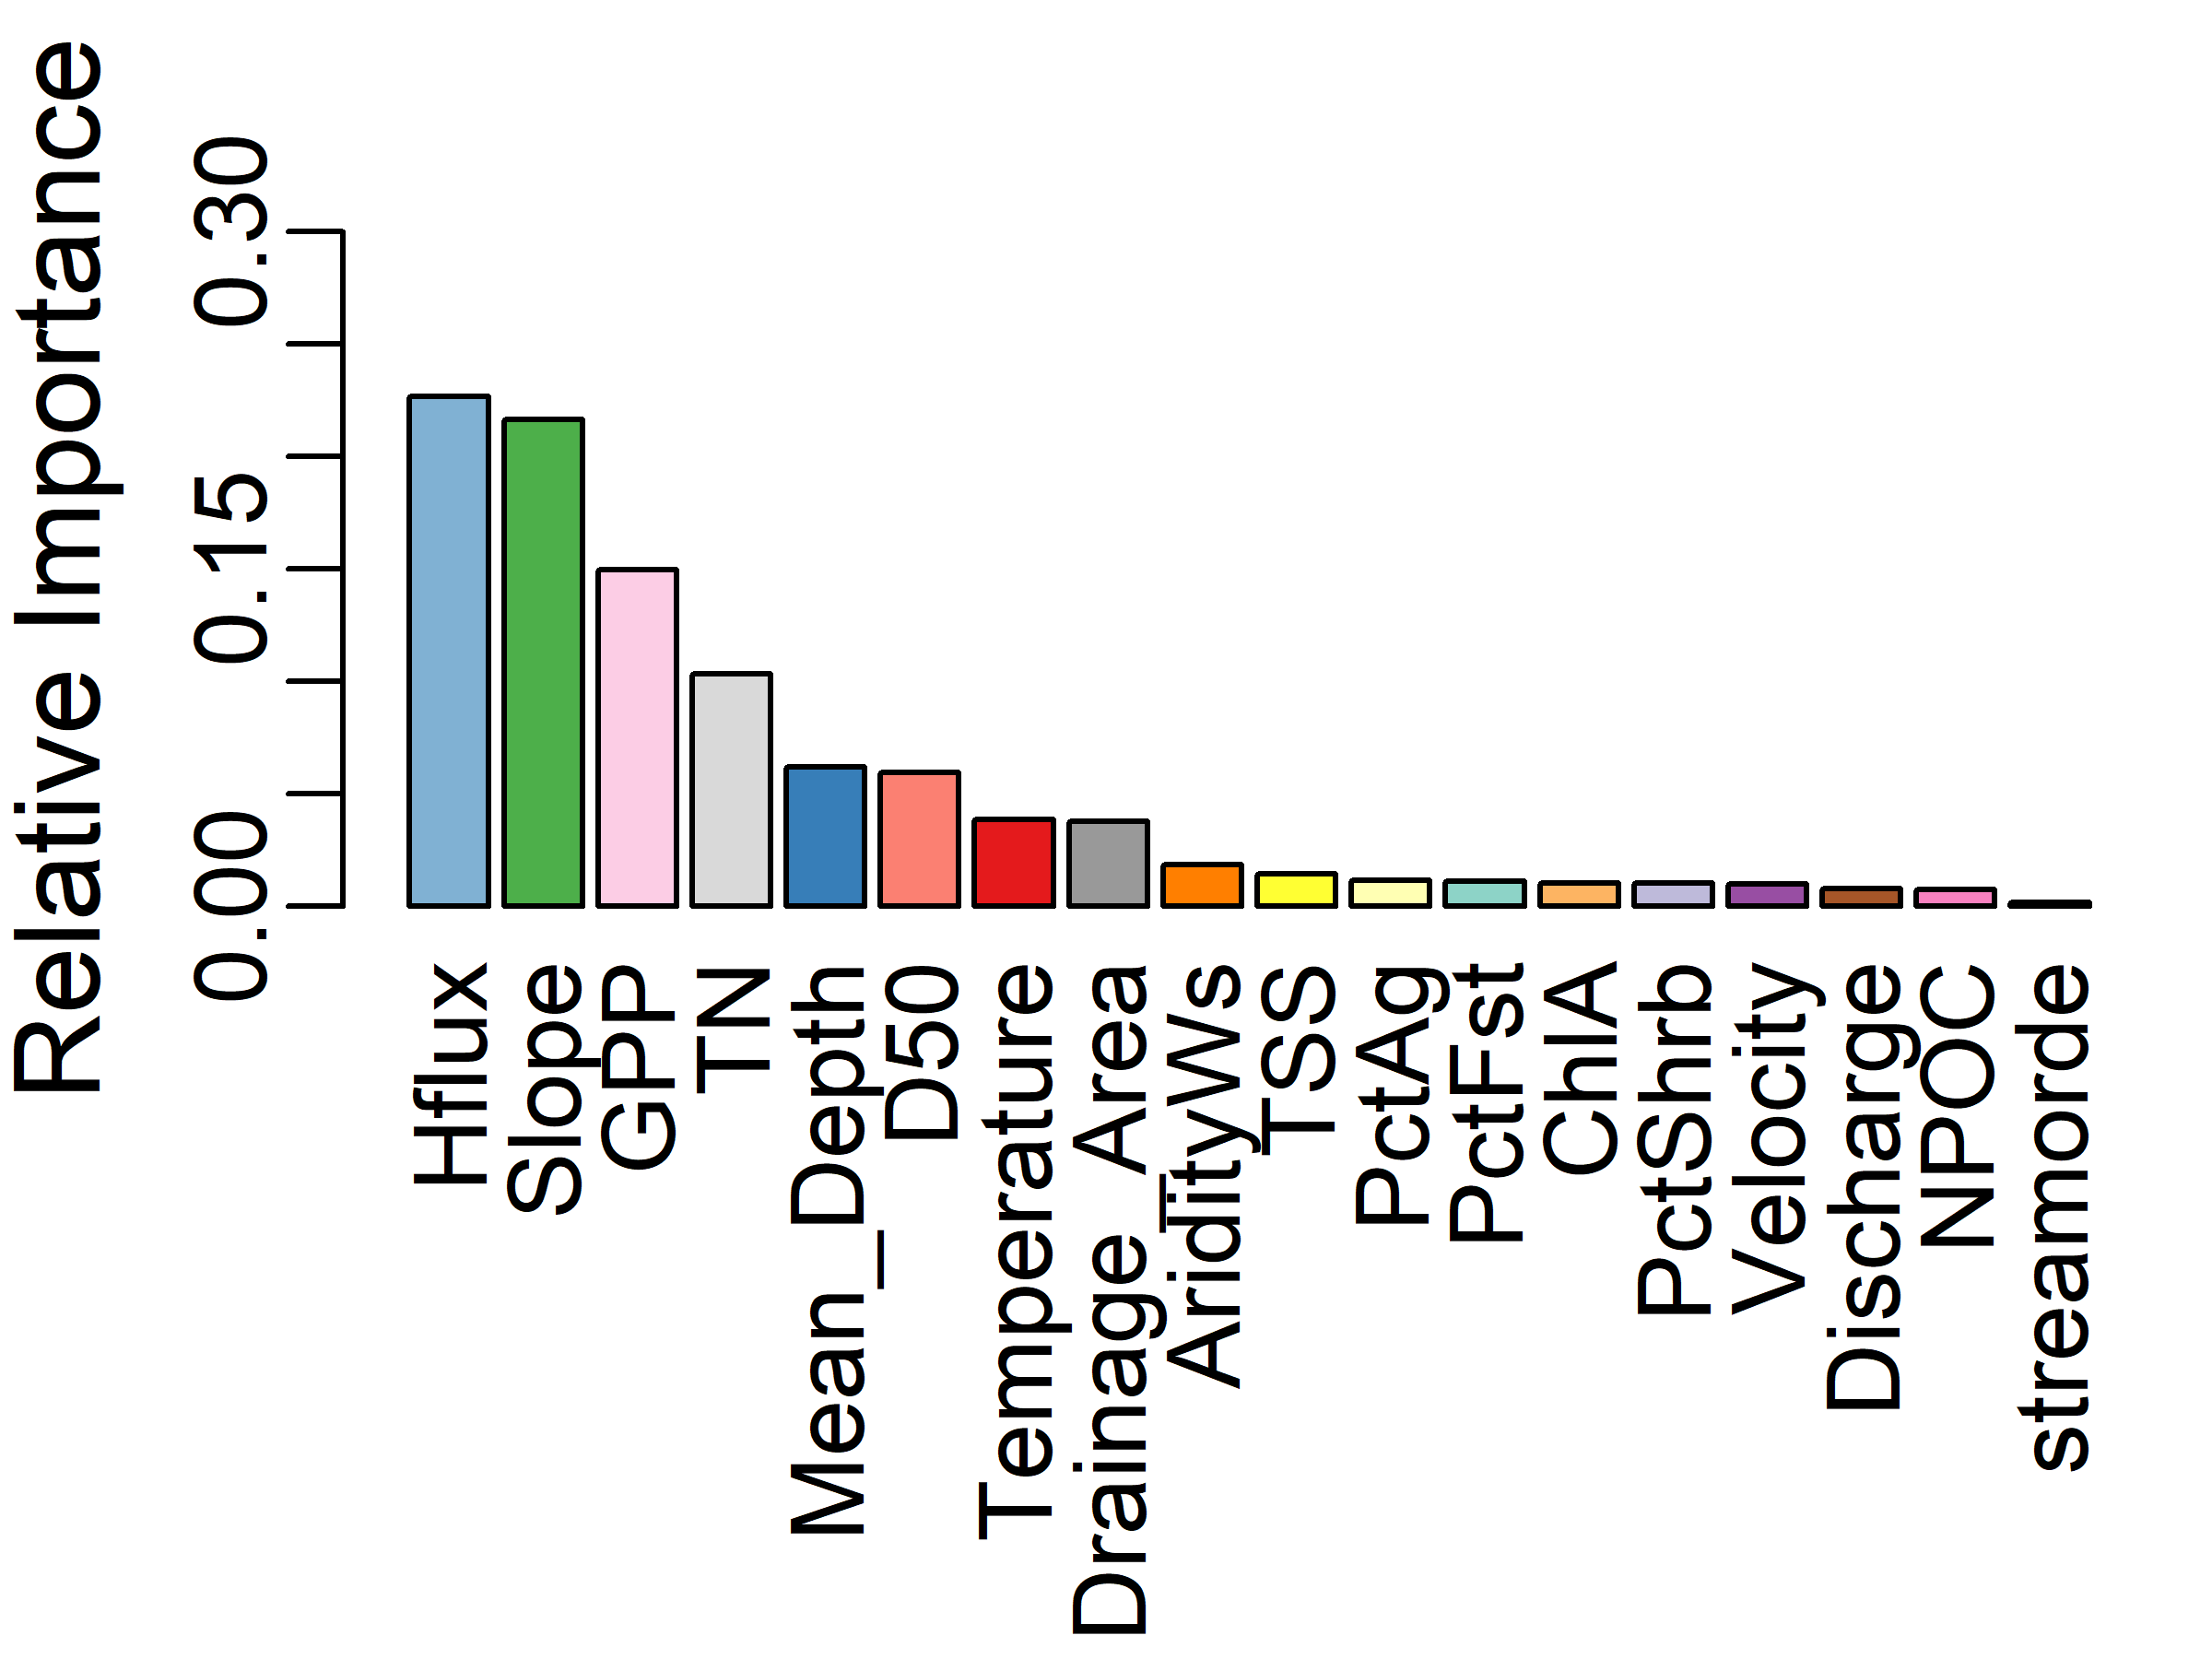 Relative Importance
0.30
0.15
0.00
Hflux
Slope
GPP
TN
Mean_Depth
D50
Temperature
Drainage_Area
AridityWs
TSS
PctAg
PctFst
ChlA
PctShrb
Velocity
Discharge
NPOC
streamorde